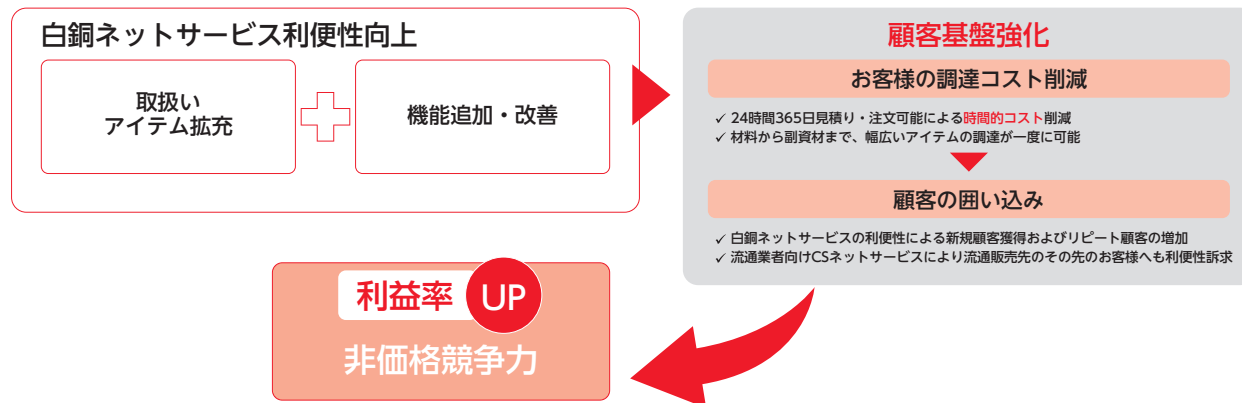 白銅ネットサービス利便性向上
取扱い
アイテム拡充
機能追加・改善
顧客基盤強化
お客様の調達コスト削減
✓ 24時間365日見積り・注文可能による時間的コスト削減
✓ 材料から副資材まで、幅広いアイテムの調達が一度に可能
顧客の囲い込み
✓ 白銅ネットサービスの利便性による新規顧客獲得およびリピート顧客の増加
✓ 流通業者向けCSネットサービスにより流通販売先のその先のお客様へも利便性訴求
利益率 UP
非価格競争力